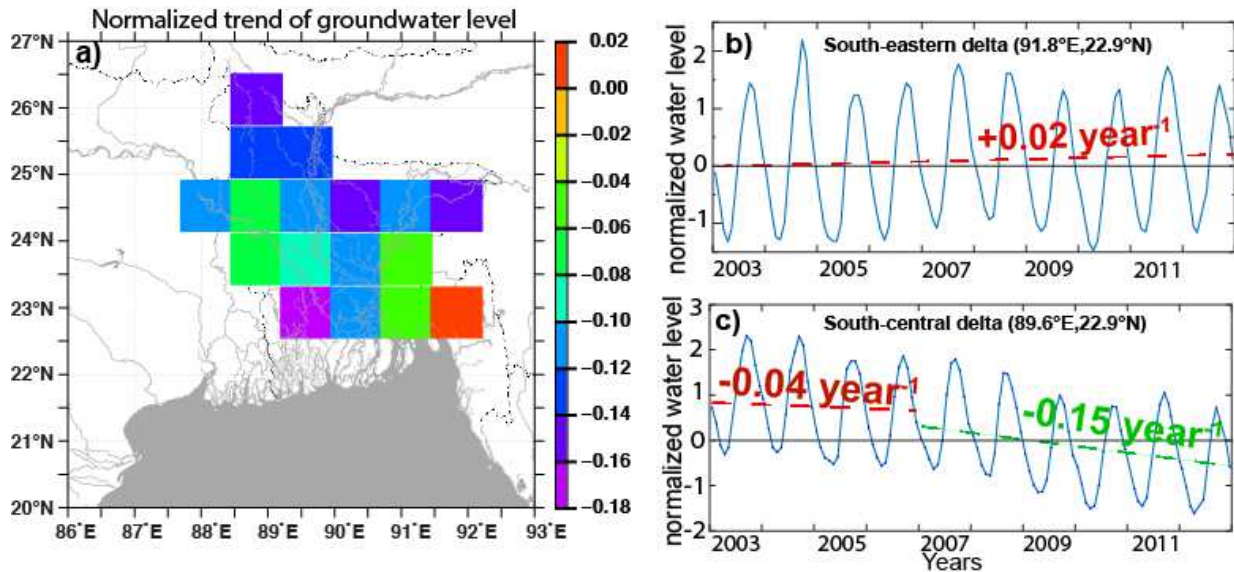 Normalized trend of groundwater level
a)
27°N
26°N
25°N
24°N
23°N
22°N
21°N
20°N
86°E 87°E 88°E 89°E 90°E 91°E 92°E 93°E
0.02
0.00
−0.02
−0.04
−0.06
−0.08
−0.10
−0.12
−0.14
−0.16
−0.18
b)
South-eastern delta (91.8°E,22.9°N)
normalized water level
2
1
0
-1
+0.02 year-1
2003 2005 2007 2009 2011
c)
South-central delta (89.6°E,22.9°N)
normalized water level
3
2
1
0
-1
-2
-0.04 year-1
-0.15 year-1
2003 2005 2007 2009 2011
Years